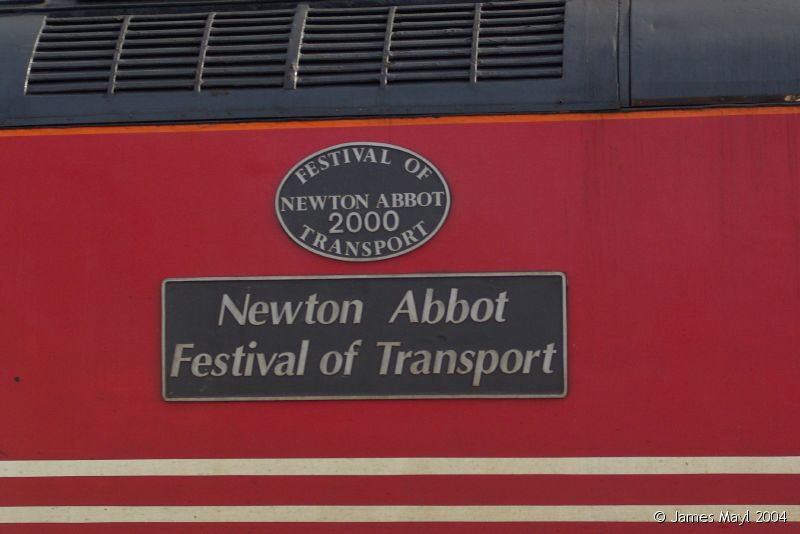 FESTIVAL OF
NEWTON ABBOT
2000
TRANSPORT
Newton Abbot
Festival of Transport
© James Mayl 2004